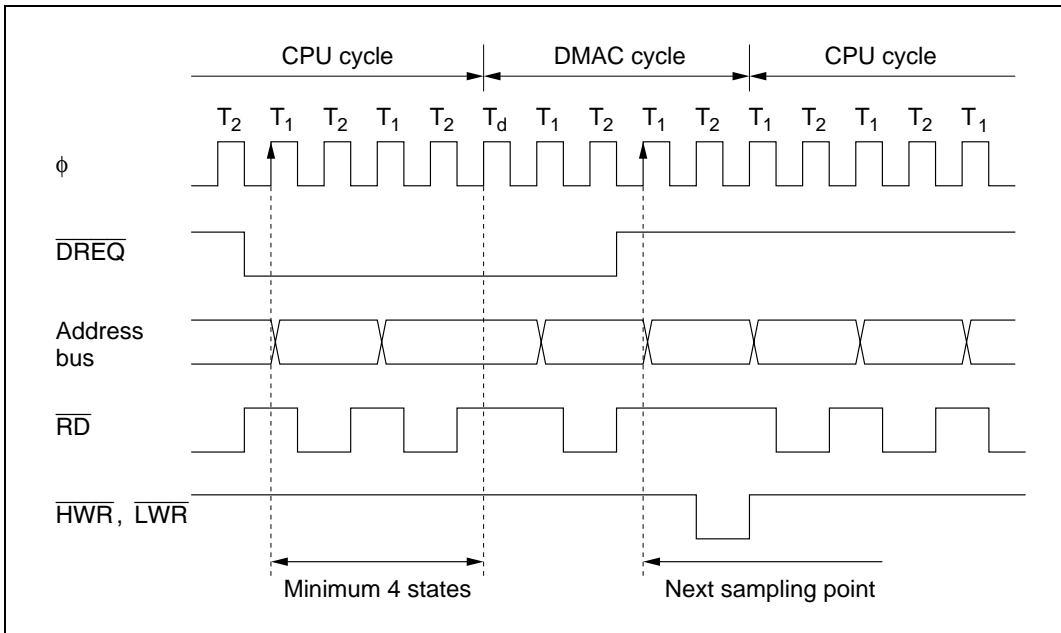 CPU cycle DMAC cycle CPU cycle
T2 T1 T2 T1 T2 Td T1 T2 T1 T2 T1 T2 T1 T2 T1
ϕ
DREQ
Address
bus
RD
HWR, LWR
Minimum 4 states Next sampling point